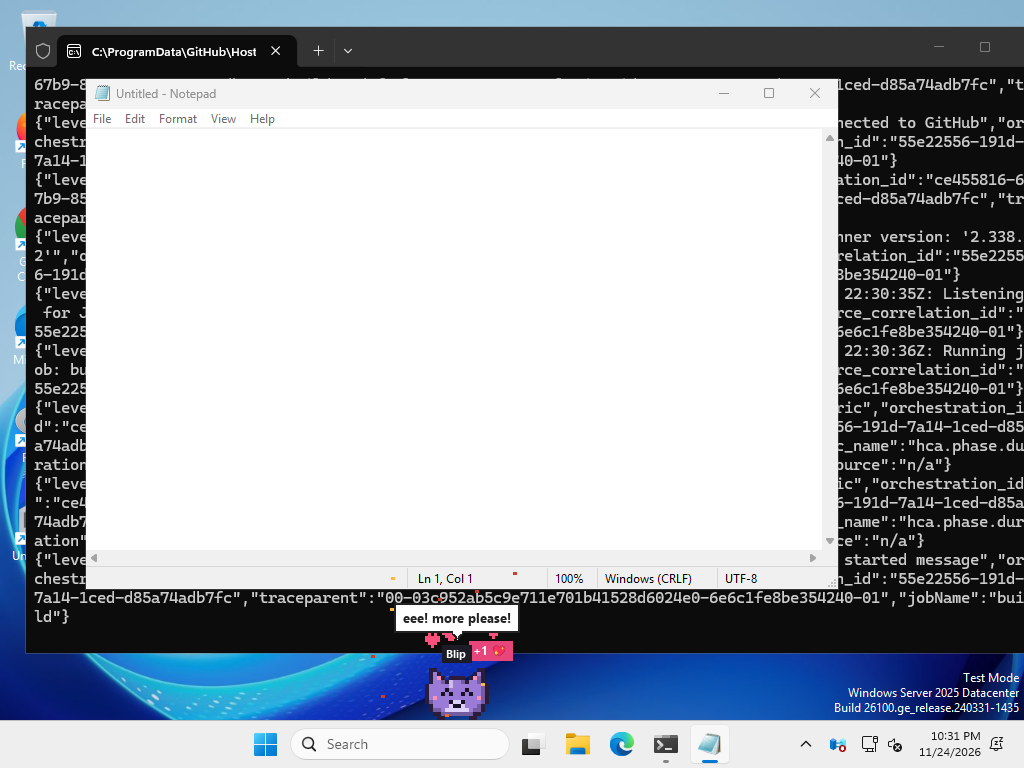 C:\ProgramData\GitHub\Host
67b9-8
1ced-d85a74adb7fc","t
Untitled - Notepad
racepa
File Edit Format View Help
{"leve
nected to GitHub","or
chestr
n_id":"55e22556-191d-
7a14-1
40-01"}
{"leve
ation_id":"ce455816-6
7b9-85
ced-d85a74adb7fc","tr
acepar
{"leve
nner version: '2.338.
2'","o
relation_id":"55e2255
6-191d
8be354240-01"}
{"leve
22:30:35Z: Listening
for J
rce_correlation_id":"
55e225
6e6c1fe8be354240-01"}
{"leve
22:30:36Z: Running j
ob: bu
rce_correlation_id":"
55e225
6e6c1fe8be354240-01"}
{"leve
ric","orchestration_i
d":"ce
56-191d-7a14-1ced-d85
a74adb
c_name":"hca.phase.du
ration
ource":"n/a"}
{"leve
ic","orchestration_id
":"ce4
6-191d-7a14-1ced-d85a
74adb7
_name":"hca.phase.dur
ation"
ce":"n/a"}
{"leve
started message","or
chestr
n_id":"55e22556-191d-
Ln 1, Col 1 100% Windows (CRLF) UTF-8
7a14-1ced-d85a74adb7fc","traceparent":"00-03c952ab5c9e711e701b41528d6024e0-6e6c1fe8be354240-01","jobName":"bui
ld"}
eee! more please!
Blip
+1
Test Mode
Windows Server 2025 Datacenter
Build 26100.ge_release.240331-1435
Search
10:31 PM
11/24/2026